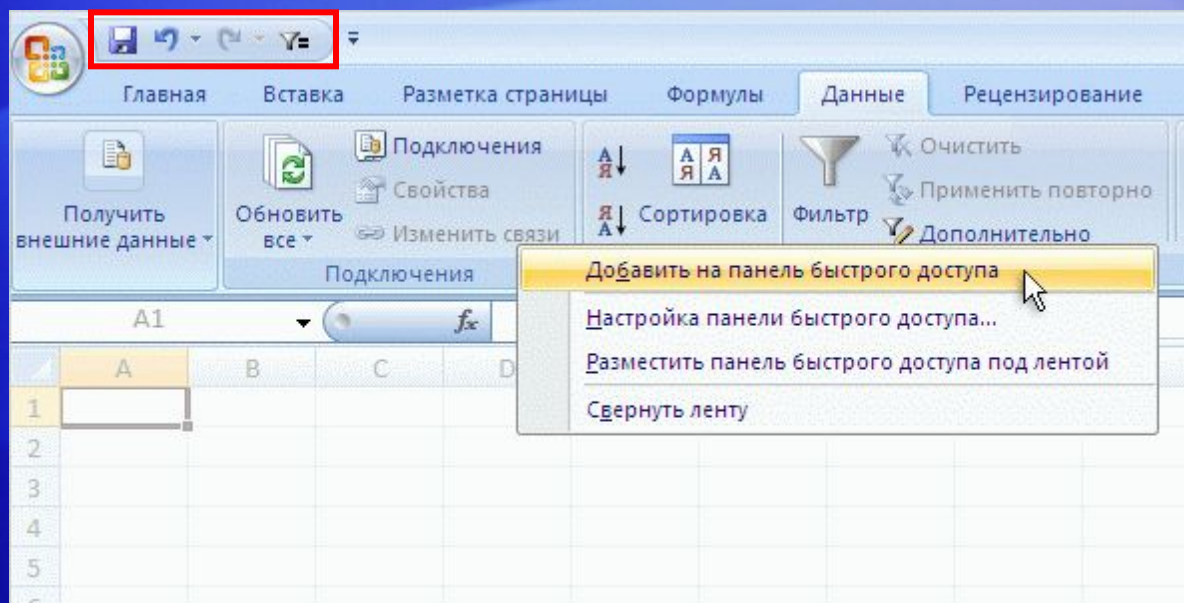 Главная Вставка Разметка страницы Формулы Данные Рецензирование
Подключения
Свойства
Изменить связи
Получить
внешние данные
Обновить
все
Подключения
А
Я
Я
А
А Я
Я А
Сортировка
Фильтр
Очистить
Применить повторно
Дополнительно
Добавить на панель быстрого доступа
Настройка панели быстрого доступа...
Разместить панель быстрого доступа под лентой
Свернуть ленту
A1
fx
A B C D
1
2
3
4
5